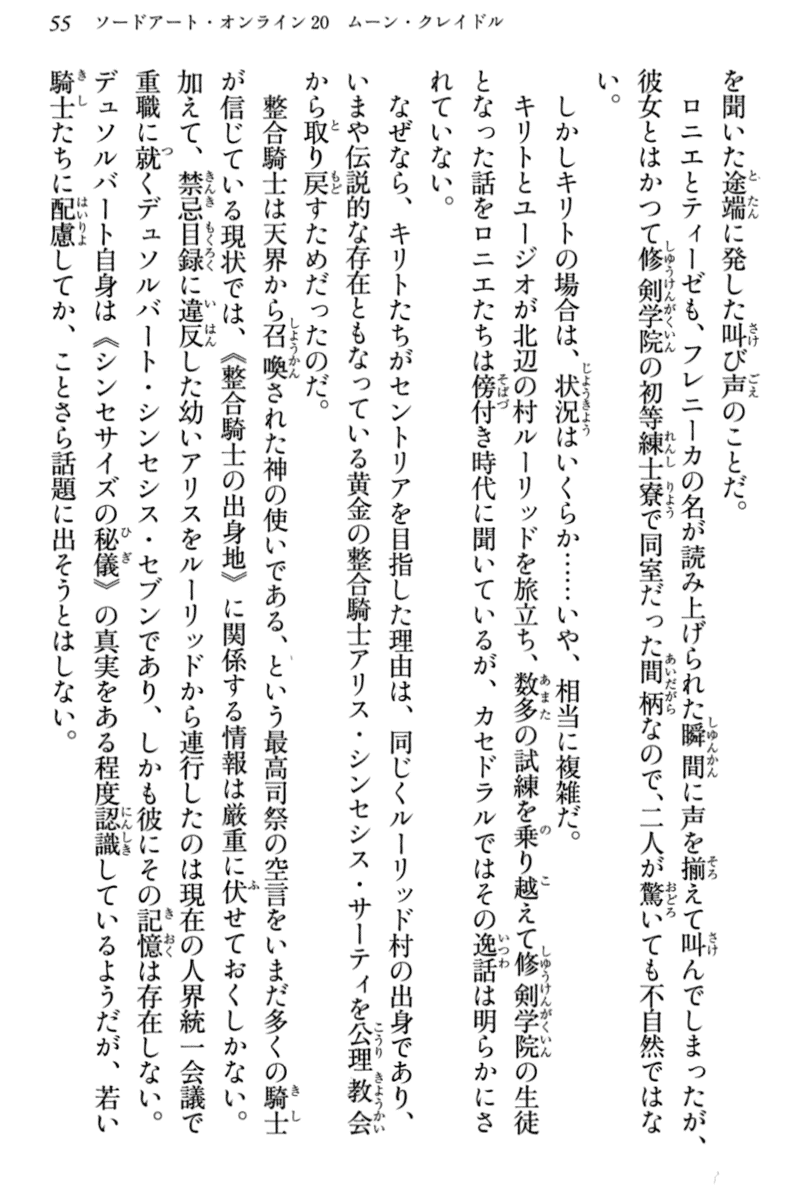 55　ソードアート・オンライン20　ムーン・クレイドル
を聞いた途端に発した叫び声のことだ。
　ロニエとティーゼも、フレニーカの名が読み上げられた瞬間に声を揃えて叫んでしまったが、
彼女とはかつて修剣学院の初等練士寮で同室だった間柄なので、二人が驚いても不自然ではな
い。
　しかしキリトの場合は、状況はいくらか……いや、相当に複雑だ。
　キリトとユージオが北辺の村ルーリッドを旅立ち、数多の試練を乗り越えて修剣学院の生徒
となった話をロニエたちは傍付き時代に聞いているが、カセドラルではその逸話は明らかにさ
れていない。
　なぜなら、キリトたちがセントリアを目指した理由は、同じくルーリッド村の出身であり、
いまや伝説的な存在ともなっている黄金の整合騎士アリス・シンセシス・サーティを公理教会
から取り戻すためだったのだ。
　整合騎士は天界から召喚された神の使いである、という最高司祭の空言をいまだ多くの騎士
が信じている現状では、《整合騎士の出身地》に関係する情報は厳重に伏せておくしかない。
加えて、禁忌目録に違反した幼いアリスをルーリッドから連行したのは現在の人界統一会議で
重職に就くデュソルバート・シンセシス・セブンであり、しかも彼にその記憶は存在しない。
デュソルバート自身は《シンセサイズの秘儀》の真実をある程度認識しているようだが、若い
騎士たちに配慮してか、ことさら話題に出そうとはしない。